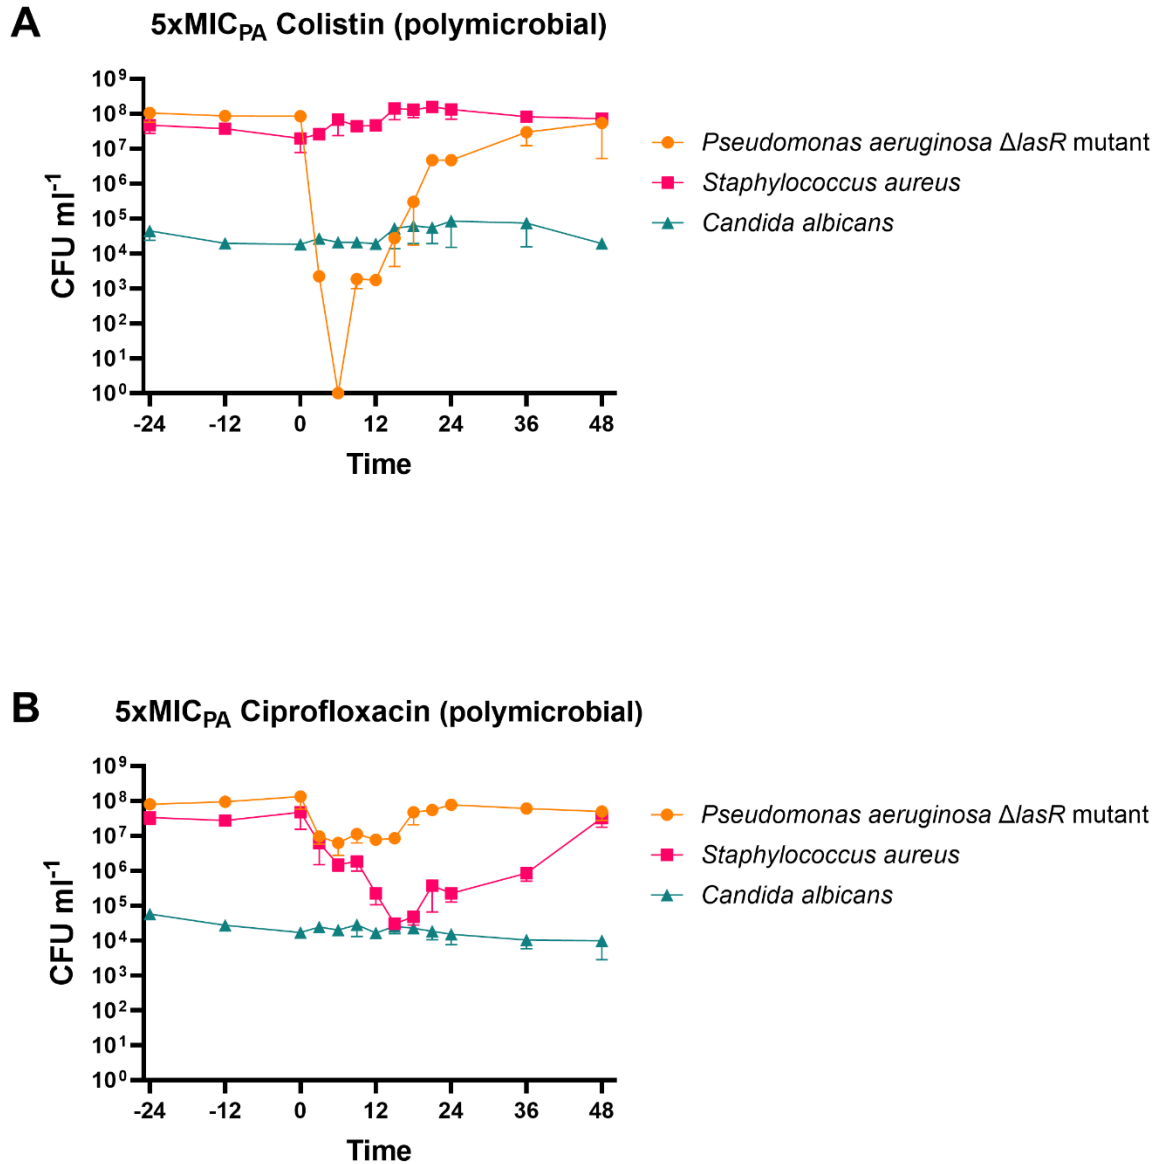 A
5xMICPA Colistin (polymicrobial)
10⁹
10⁸
10⁷
10⁶
10⁵
10⁴
10³
10²
10¹
10⁰
CFU ml⁻¹
-24 -12 0 12 24 36 48
Time
Pseudomonas aeruginosa ΔlasR mutant
Staphylococcus aureus
Candida albicans
B
5xMICPA Ciprofloxacin (polymicrobial)
10⁹
10⁸
10⁷
10⁶
10⁵
10⁴
10³
10²
10¹
10⁰
CFU ml⁻¹
-24 -12 0 12 24 36 48
Time
Pseudomonas aeruginosa ΔlasR mutant
Staphylococcus aureus
Candida albicans